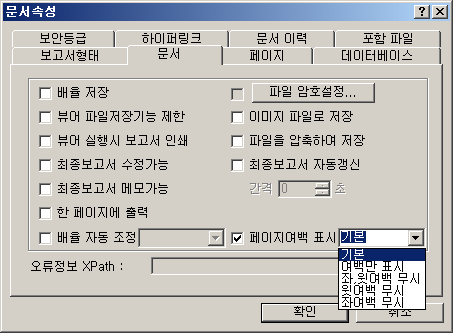 문서속성
보안등급 하이퍼링크 문서 이력 포함 파일
보고서형태 문서 페이지 데이터베이스
배율 저장 파일 암호설정...
뷰어 파일저장기능 제한 이미지 파일로 저장
뷰어 실행시 보고서 인쇄 파일을 압축하여 저장
최종보고서 수정가능 최종보고서 자동갱신
최종보고서 메모가능 간격 0 초
한 페이지에 출력
배율 자동 조정 페이지여백 표시 기본
기본
오류정보 XPath :
여백만 표시
좌,윗여백 무시
윗여백 무시
좌여백 무시
확인 취소